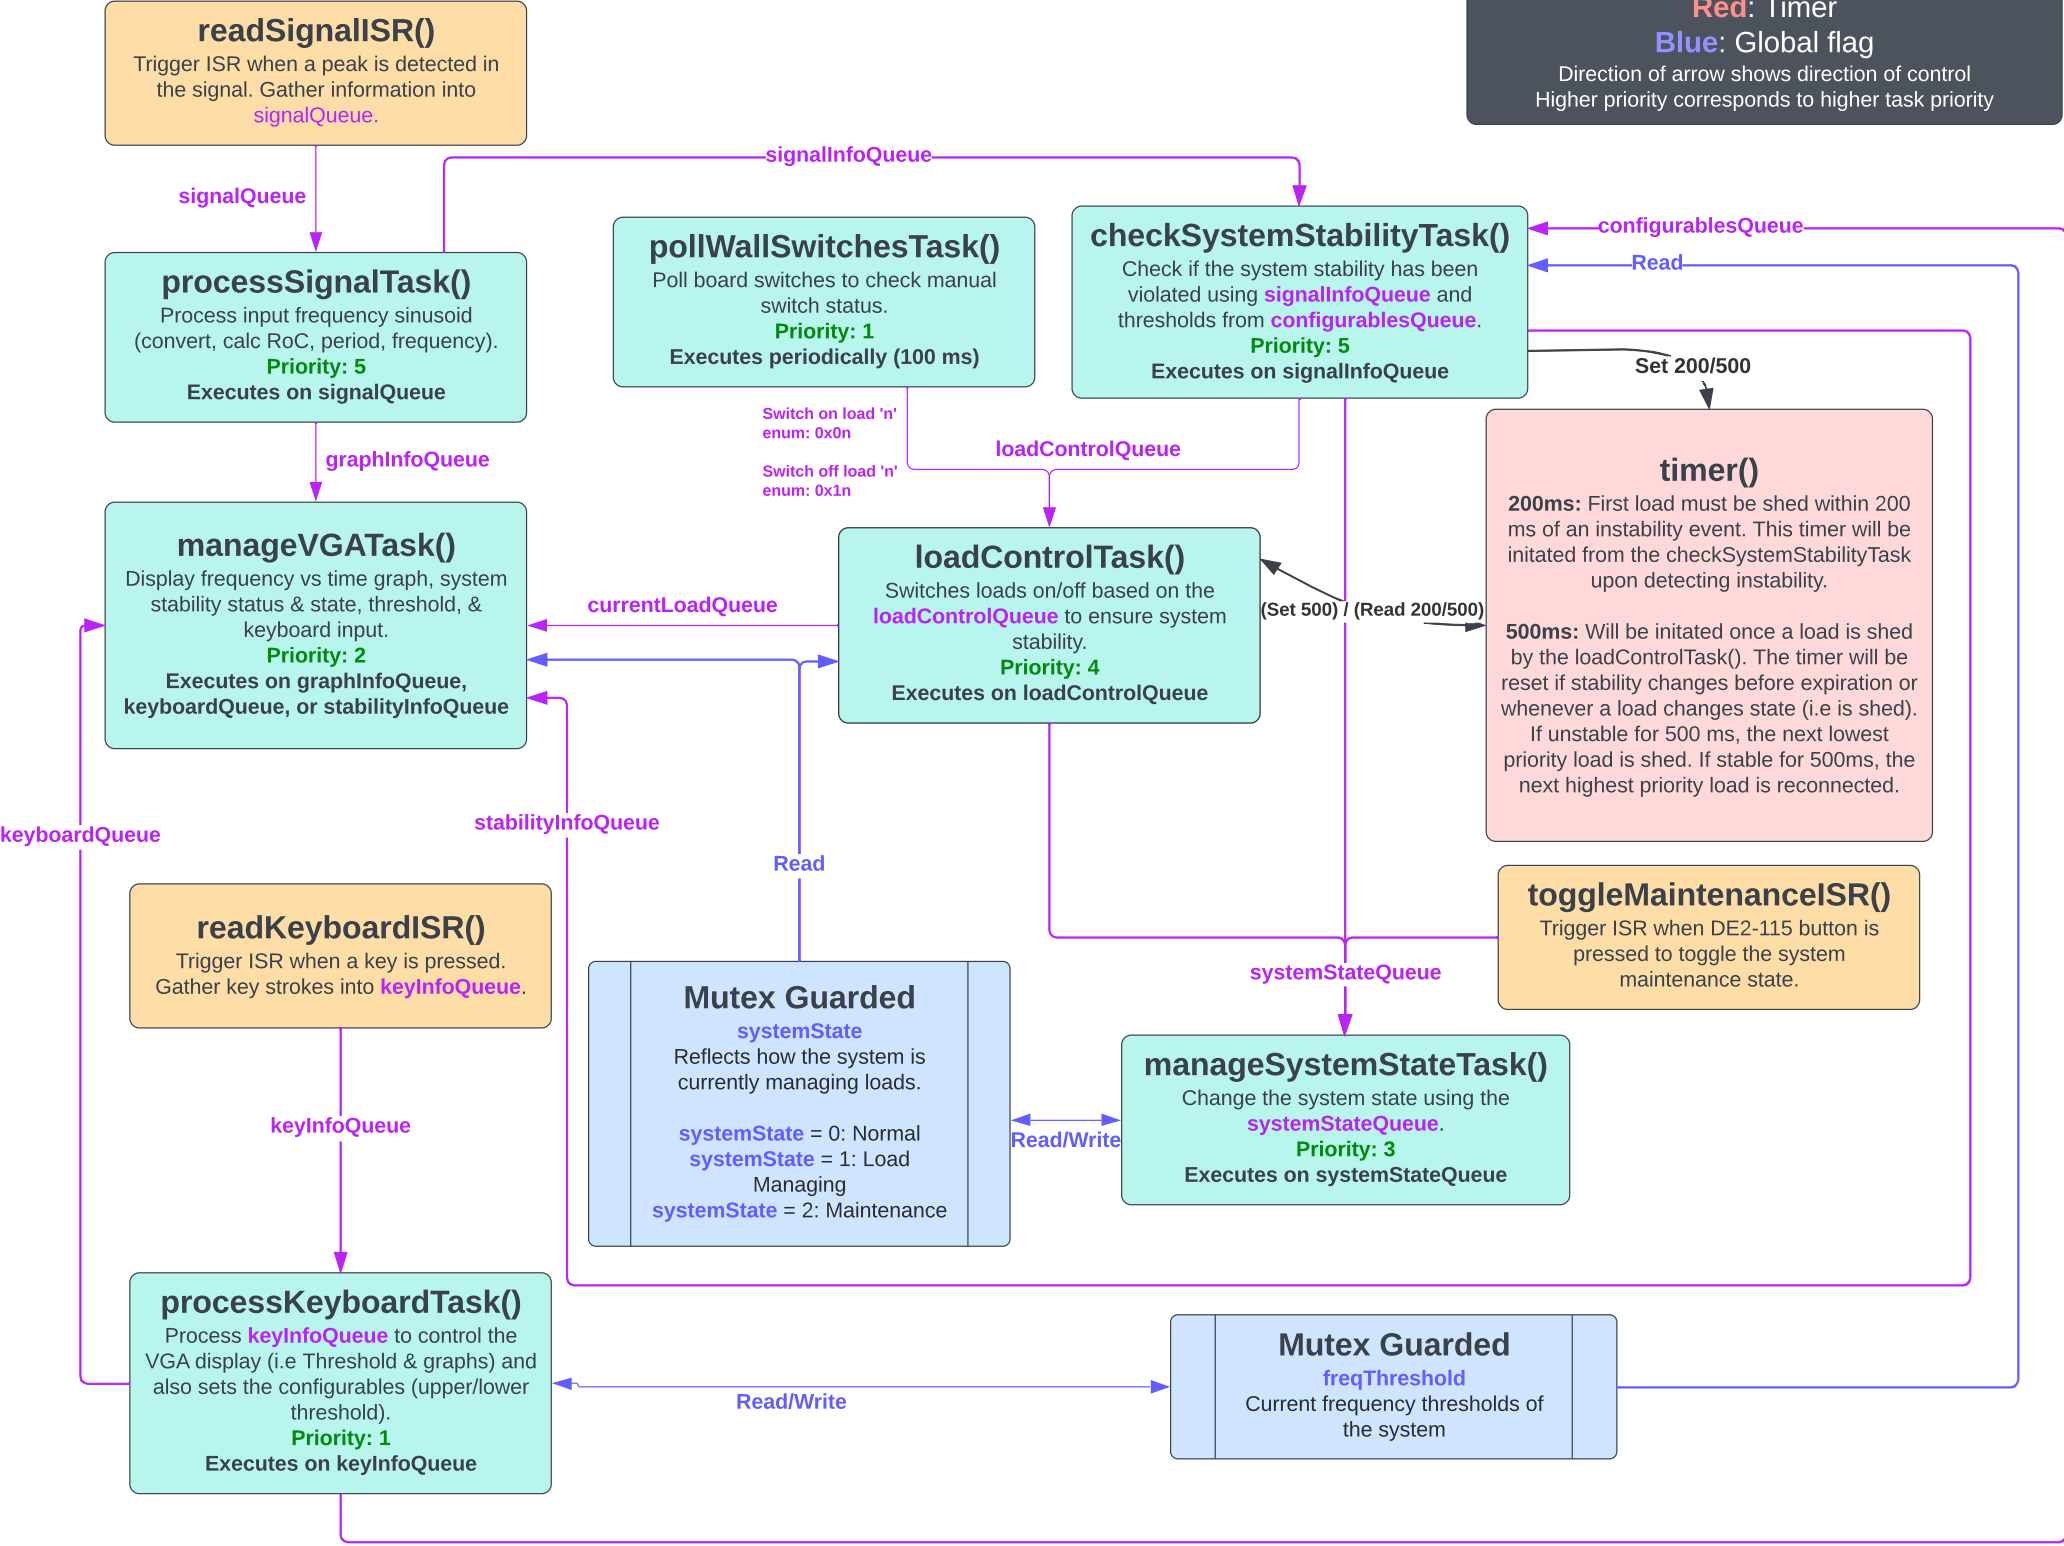 readSignalISR()
Trigger ISR when a peak is detected in
the signal. Gather information into
signalQueue.
Red: Timer
Blue: Global flag
Direction of arrow shows direction of control
Higher priority corresponds to higher task priority
signalInfoQueue
signalQueue
processSignalTask()
Process input frequency sinusoid
(convert, calc RoC, period, frequency).
Priority: 5
Executes on signalQueue
pollWallSwitchesTask()
Poll board switches to check manual
switch status.
Priority: 1
Executes periodically (100 ms)
checkSystemStabilityTask()
Check if the system stability has been
violated using signalInfoQueue and
thresholds from configurablesQueue.
Priority: 5
Executes on signalInfoQueue
configurablesQueue
Read
Set 200/500
Switch on load 'n'
enum: 0x0n
Switch off load 'n'
enum: 0x1n
loadControlQueue
graphInfoQueue
manageVGATask()
Display frequency vs time graph, system
stability status & state, threshold, &
keyboard input.
Priority: 2
Executes on graphInfoQueue,
keyboardQueue, or stabilityInfoQueue
currentLoadQueue
loadControlTask()
Switches loads on/off based on the
loadControlQueue to ensure system
stability.
Priority: 4
Executes on loadControlQueue
(Set 500) / (Read 200/500)
timer()
200ms: First load must be shed within 200
ms of an instability event. This timer will be
initated from the checkSystemStabilityTask
upon detecting instability.
500ms: Will be initated once a load is shed
by the loadControlTask(). The timer will be
reset if stability changes before expiration or
whenever a load changes state (i.e is shed).
If unstable for 500 ms, the next lowest
priority load is shed. If stable for 500ms, the
next highest priority load is reconnected.
keyboardQueue
stabilityInfoQueue
Read
readKeyboardISR()
Trigger ISR when a key is pressed.
Gather key strokes into keyInfoQueue.
toggleMaintenanceISR()
Trigger ISR when DE2-115 button is
pressed to toggle the system
maintenance state.
systemStateQueue
Mutex Guarded
systemState
Reflects how the system is
currently managing loads.
systemState = 0: Normal
systemState = 1: Load
Managing
systemState = 2: Maintenance
Read/Write
manageSystemStateTask()
Change the system state using the
systemStateQueue.
Priority: 3
Executes on systemStateQueue
keyInfoQueue
processKeyboardTask()
Process keyInfoQueue to control the
VGA display (i.e Threshold & graphs) and
also sets the configurables (upper/lower
threshold).
Priority: 1
Executes on keyInfoQueue
Read/Write
Mutex Guarded
freqThreshold
Current frequency thresholds of
the system